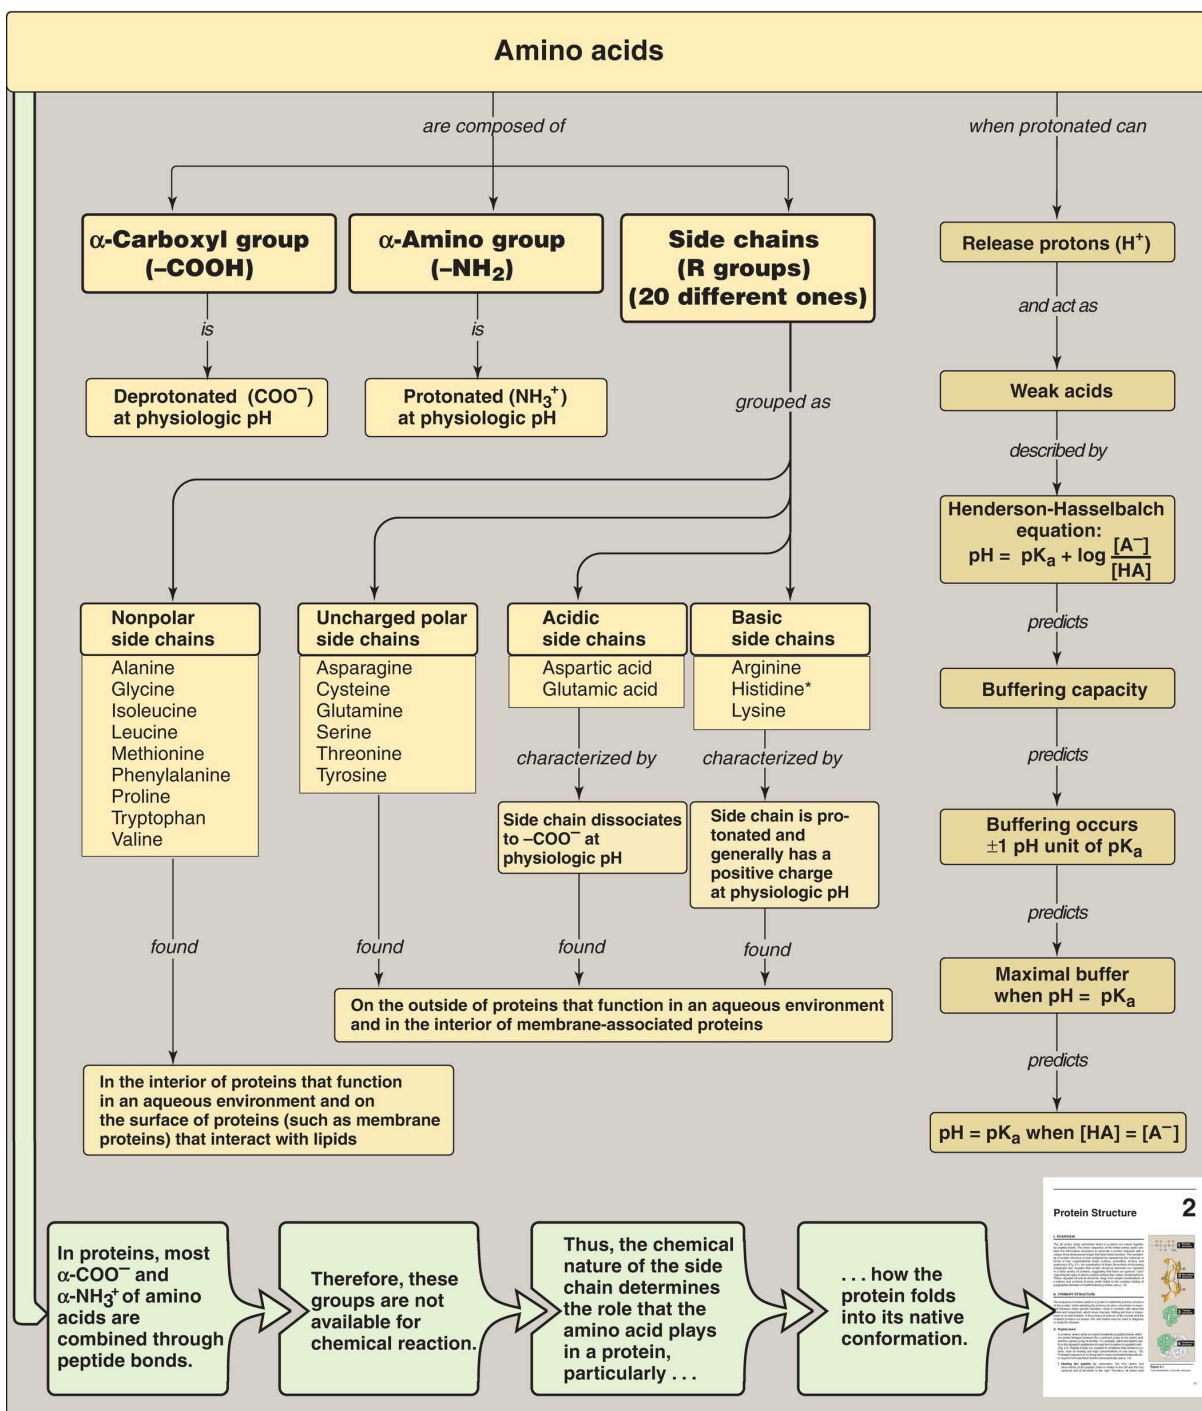 Amino acids
are composed of
when protonated can
α-Carboxyl group
(–COOH)
α-Amino group
(–NH₂)
Side chains
(R groups)
(20 different ones)
Release protons (H⁺)
is
is
and act as
Deprotonated (COO⁻)
at physiologic pH
Protonated (NH₃⁺)
at physiologic pH
grouped as
Weak acids
described by
Henderson-Hasselbalch
equation:
pH = pKₐ + log [A⁻]
[HA]
Nonpolar
side chains
Alanine
Glycine
Isoleucine
Leucine
Methionine
Phenylalanine
Proline
Tryptophan
Valine
Uncharged polar
side chains
Asparagine
Cysteine
Glutamine
Serine
Threonine
Tyrosine
Acidic
side chains
Aspartic acid
Glutamic acid
Basic
side chains
Arginine
Histidine*
Lysine
predicts
Buffering capacity
characterized by
characterized by
predicts
Side chain dissociates
to –COO⁻ at
physiologic pH
Side chain is pro-
tonated and
generally has a
positive charge
at physiologic pH
Buffering occurs
±1 pH unit of pKₐ
predicts
found
found
found
found
Maximal buffer
when pH = pKₐ
On the outside of proteins that function in an aqueous environment
and in the interior of membrane-associated proteins
predicts
In the interior of proteins that function
in an aqueous environment and on
the surface of proteins (such as membrane
proteins) that interact with lipids
pH = pKₐ when [HA] = [A⁻]
In proteins, most
α-COO⁻ and
α-NH₃⁺ of amino
acids are
combined through
peptide bonds.
Therefore, these
groups are not
available for
chemical reaction.
Thus, the chemical
nature of the side
chain determines
the role that the
amino acid plays
in a protein,
particularly . . .
. . . how the
protein folds
into its native
conformation.
Protein Structure 2